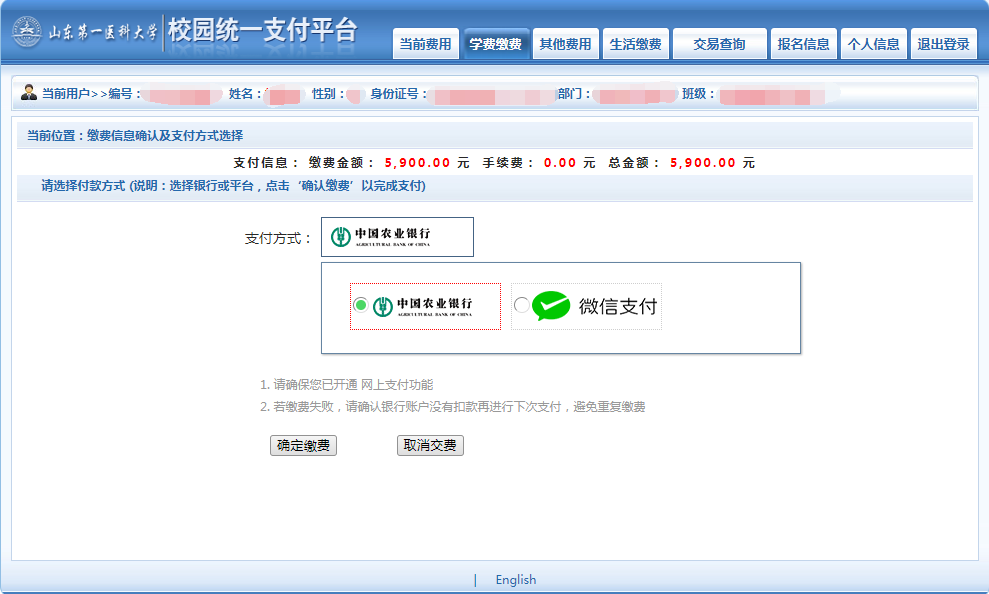 山东第一医科大学 校园统一支付平台
当前费用 学费缴费 其他费用 生活缴费 交易查询 报名信息 个人信息 退出登录
当前用户>>编号： 姓名： 性别： 身份证号： 部门： 班级：
当前位置：缴费信息确认及支付方式选择
支付信息： 缴费金额： 5,900.00 元 手续费： 0.00 元 总金额： 5,900.00 元
请选择付款方式 (说明：选择银行或平台，点击‘确认缴费’以完成支付)
支付方式： 中国农业银行
AGRICULTURAL BANK OF CHINA
中国农业银行 微信支付
AGRICULTURAL BANK OF CHINA
1. 请确保您已开通 网上支付功能
2. 若缴费失败，请确认银行账户没有扣款再进行下次支付，避免重复缴费
确定缴费 取消交费
| English